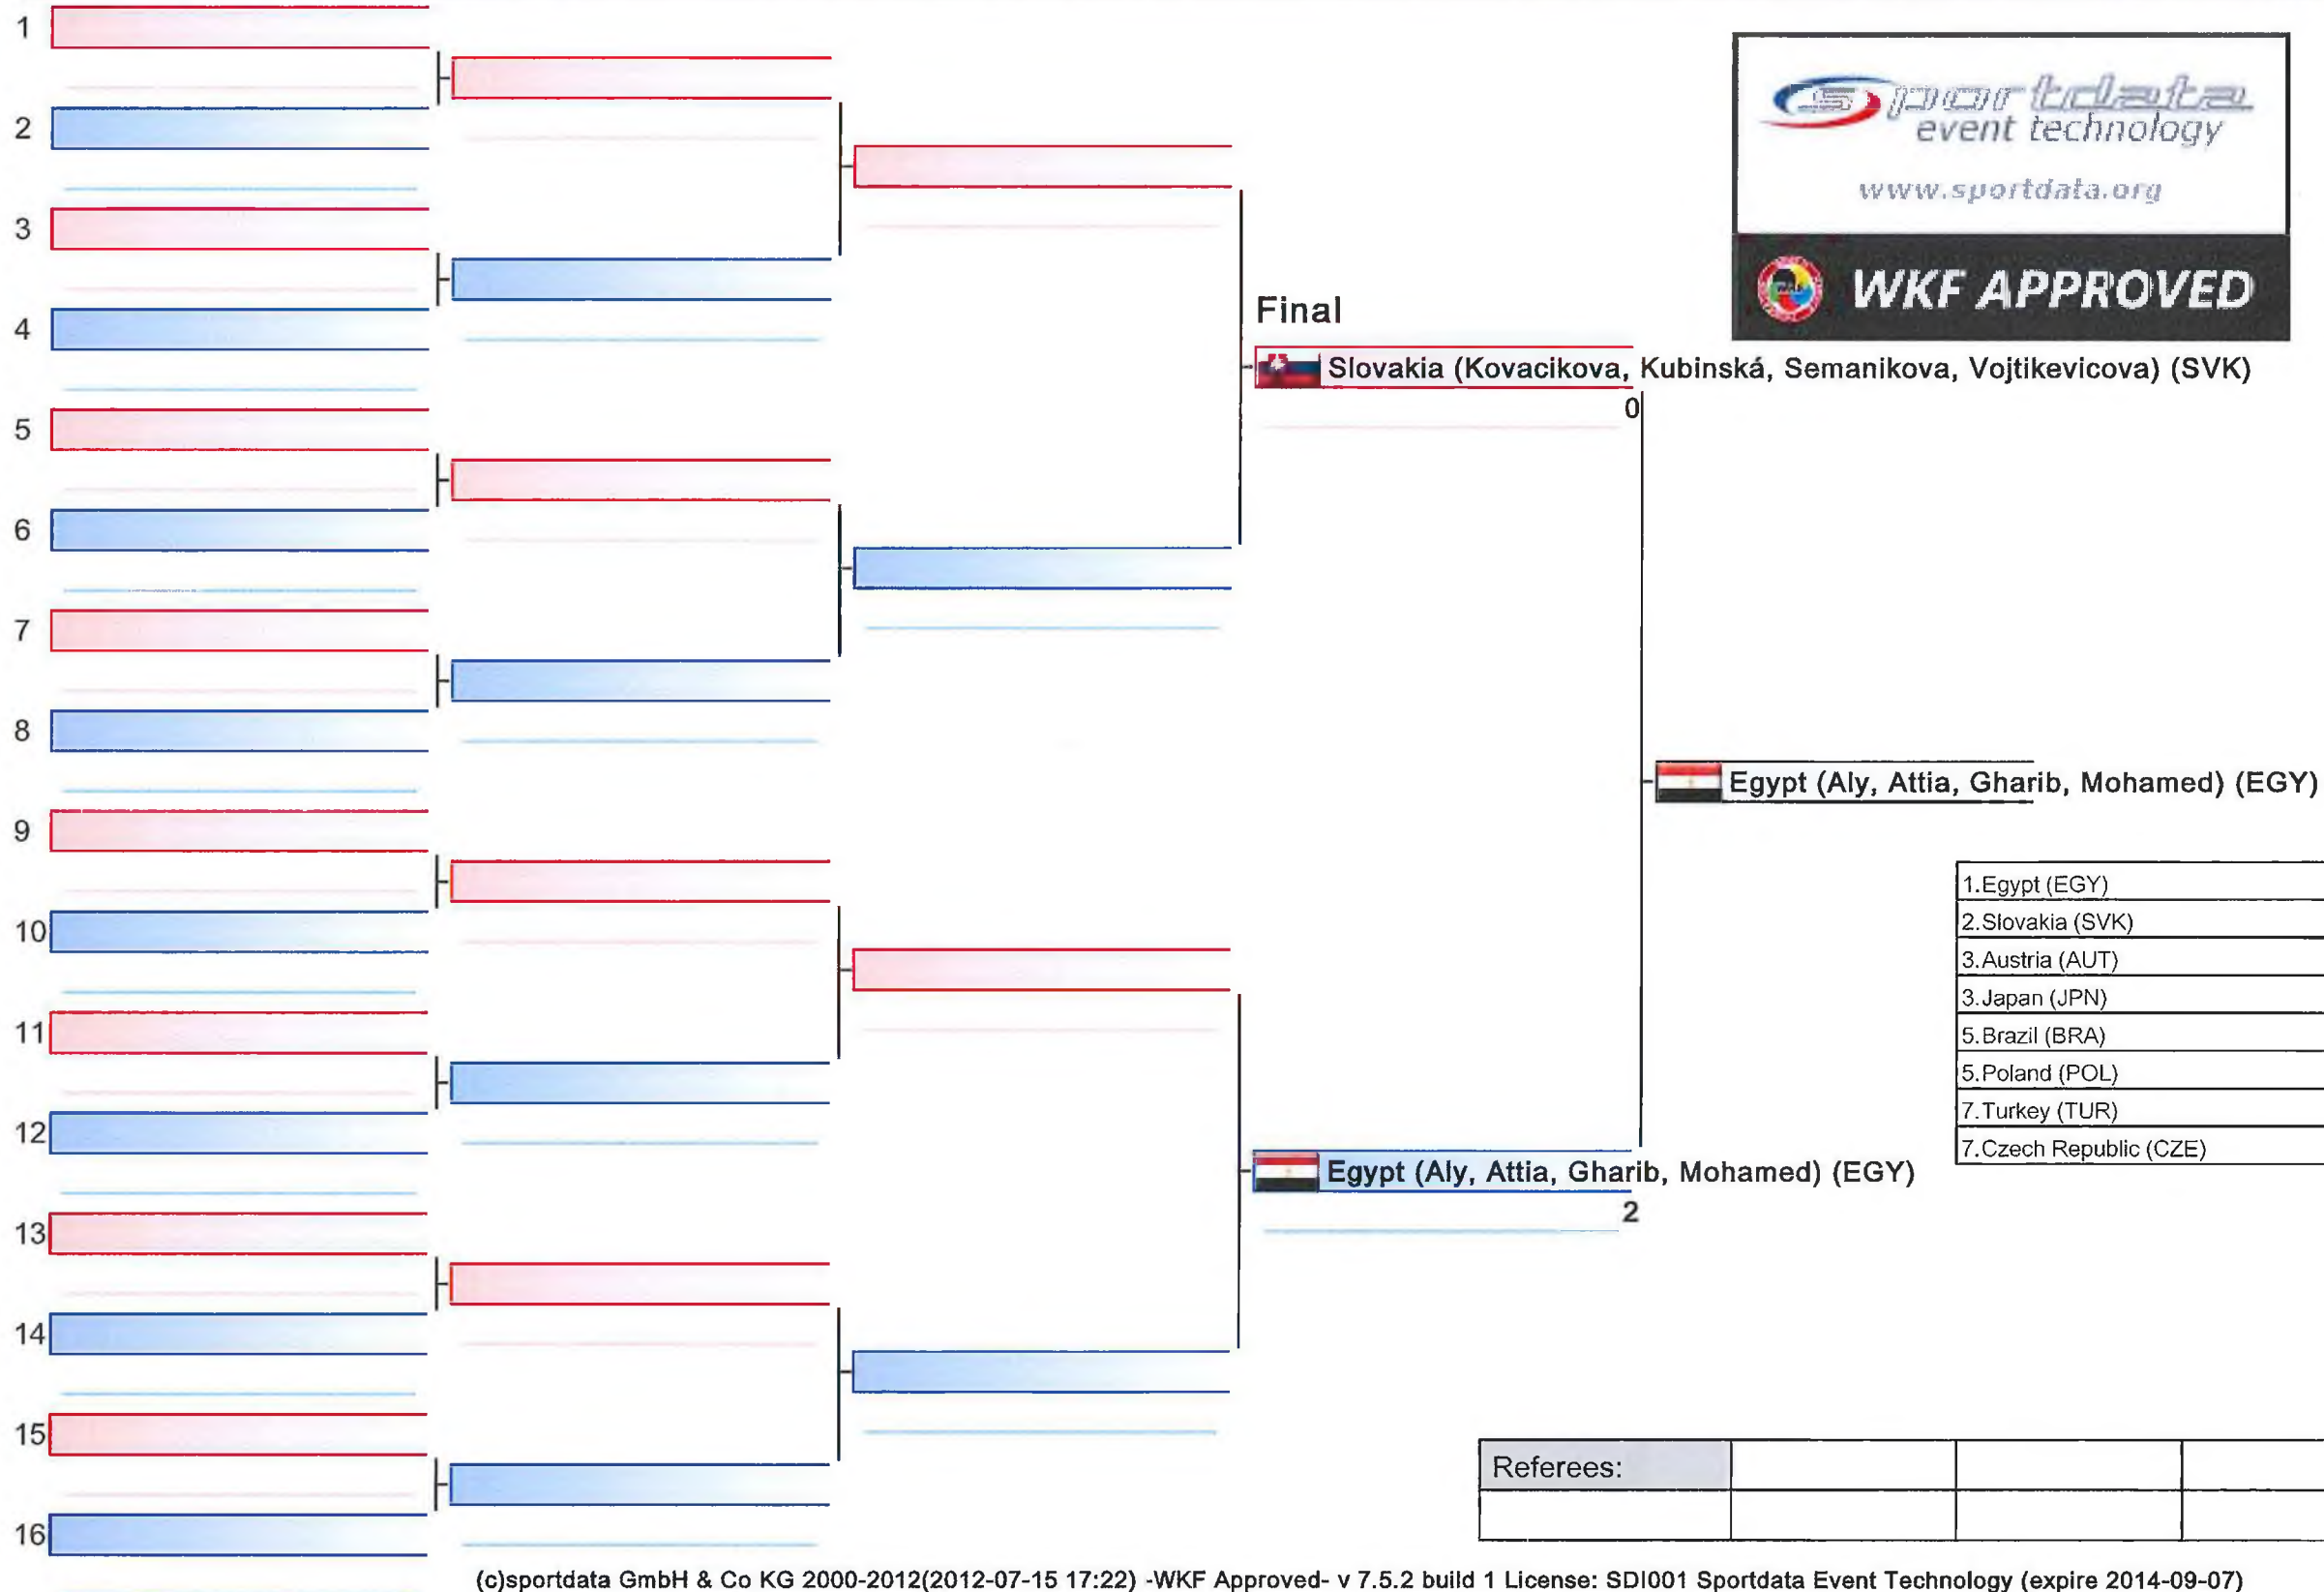 1
2
3
4
5
6
7
8
9
10
11
12
13
14
15
16
sportdata
event technology
www.sportdata.org
WKF APPROVED
Final
Slovakia (Kovacikova, Kubinská, Semanikova, Vojtikevicova) (SVK)
0
Egypt (Aly, Attia, Gharib, Mohamed) (EGY)
1.Egypt (EGY)
2.Slovakia (SVK)
3.Austria (AUT)
3.Japan (JPN)
5.Brazil (BRA)
5.Poland (POL)
7.Turkey (TUR)
7.Czech Republic (CZE)
Egypt (Aly, Attia, Gharib, Mohamed) (EGY)
2
Referees:
(c)sportdata GmbH & Co KG 2000-2012(2012-07-15 17:22) -WKF Approved- v 7.5.2 build 1 License: SDI001 Sportdata Event Technology (expire 2014-09-07)